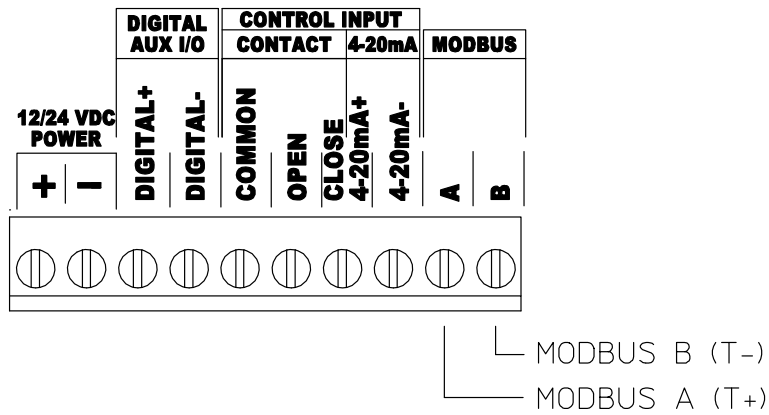 DIGITAL
AUX I/O
CONTROL INPUT
CONTACT
4-20mA
MODBUS
12/24 VDC
POWER
+
-
DIGITAL+
DIGITAL-
COMMON
OPEN
CLOSE
4-20mA+
4-20mA-
A
B
MODBUS B (T-)
MODBUS A (T+)